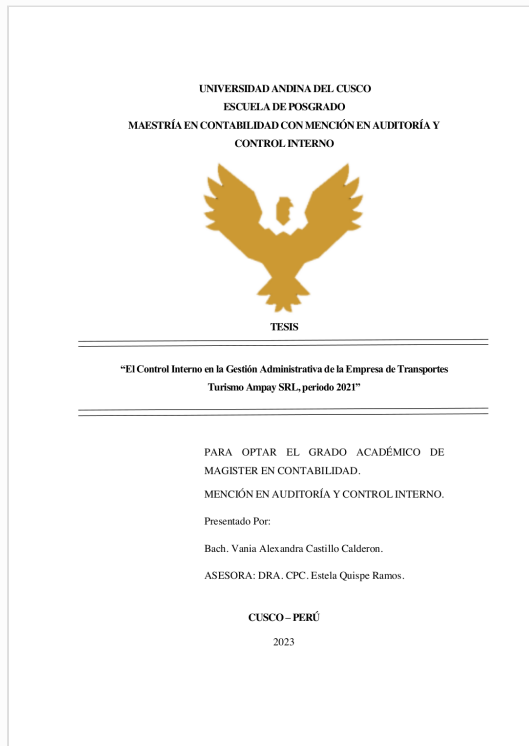 UNIVERSIDAD ANDINA DEL CUSCO
ESCUELA DE POSGRADO
MAESTRÍA EN CONTABILIDAD CON MENCIÓN EN AUDITORÍA Y
CONTROL INTERNO
TESIS
“El Control Interno en la Gestión Administrativa de la Empresa de Transportes
Turismo Ampay SRL, periodo 2021”
PARA OPTAR EL GRADO ACADÉMICO DE
MAGISTER EN CONTABILIDAD.
MENCIÓN EN AUDITORÍA Y CONTROL INTERNO.
Presentado Por:
Bach. Vania Alexandra Castillo Calderon.
ASESORA: DRA. CPC. Estela Quispe Ramos.
CUSCO – PERÚ
2023